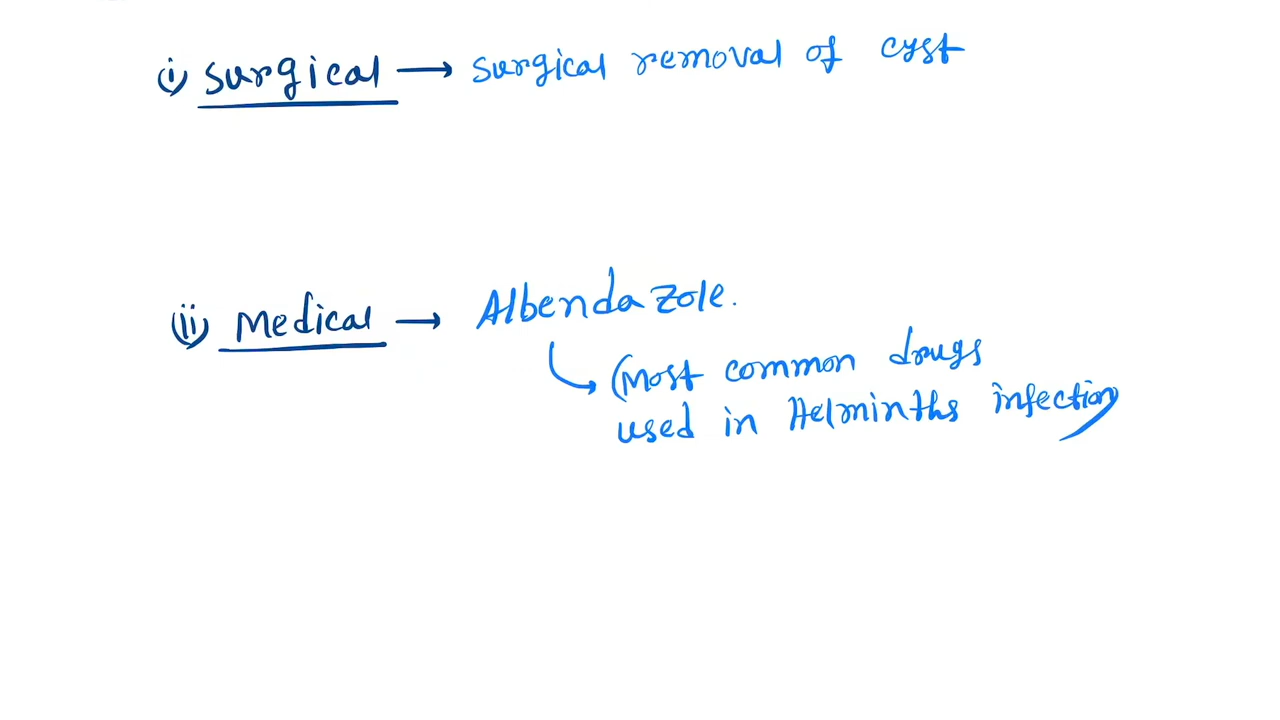 (i) Surgical → Surgical removal of cyst
(ii) Medical → Albendazole.
(Most common drugs
used in Helminths infection)